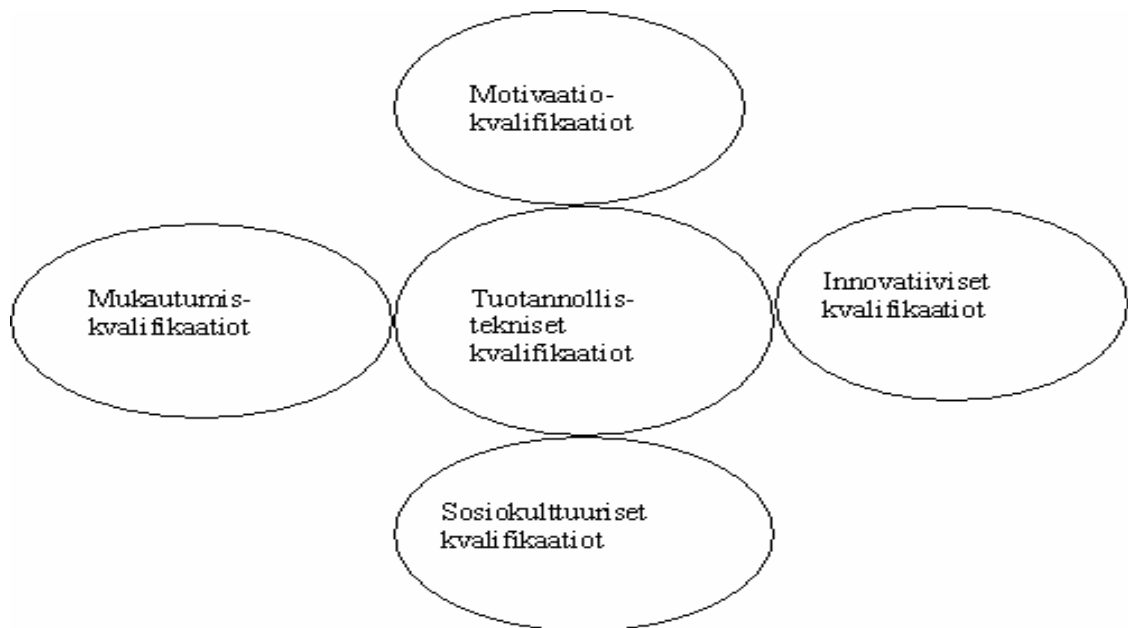 Motivaatio-
kvalifikaatiot
Mukautumis-
kvalifikaatiot
Tuotannollis-
tekniset
kvalifikaatiot
Innovatiiviset
kvalifikaatiot
Sosiokulttuuriset
kvalifikaatiot